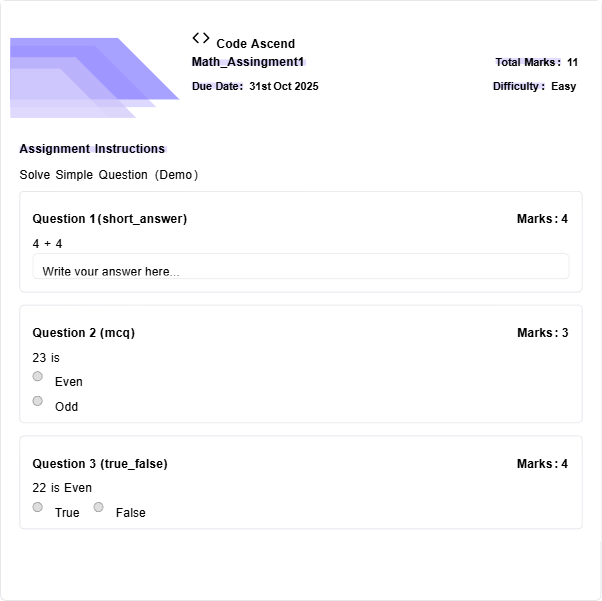 <> Code Ascend
Math_Assingment1
Total Marks: 11
Due Date: 31st Oct 2025
Difficulty: Easy
Assignment Instructions
Solve Simple Question (Demo)
Question 1(short_answer)
Marks: 4
4 + 4
Write your answer here...
Question 2 (mcq)
Marks: 3
23 is
Even
Odd
Question 3 (true_false)
Marks: 4
22 is Even
True False